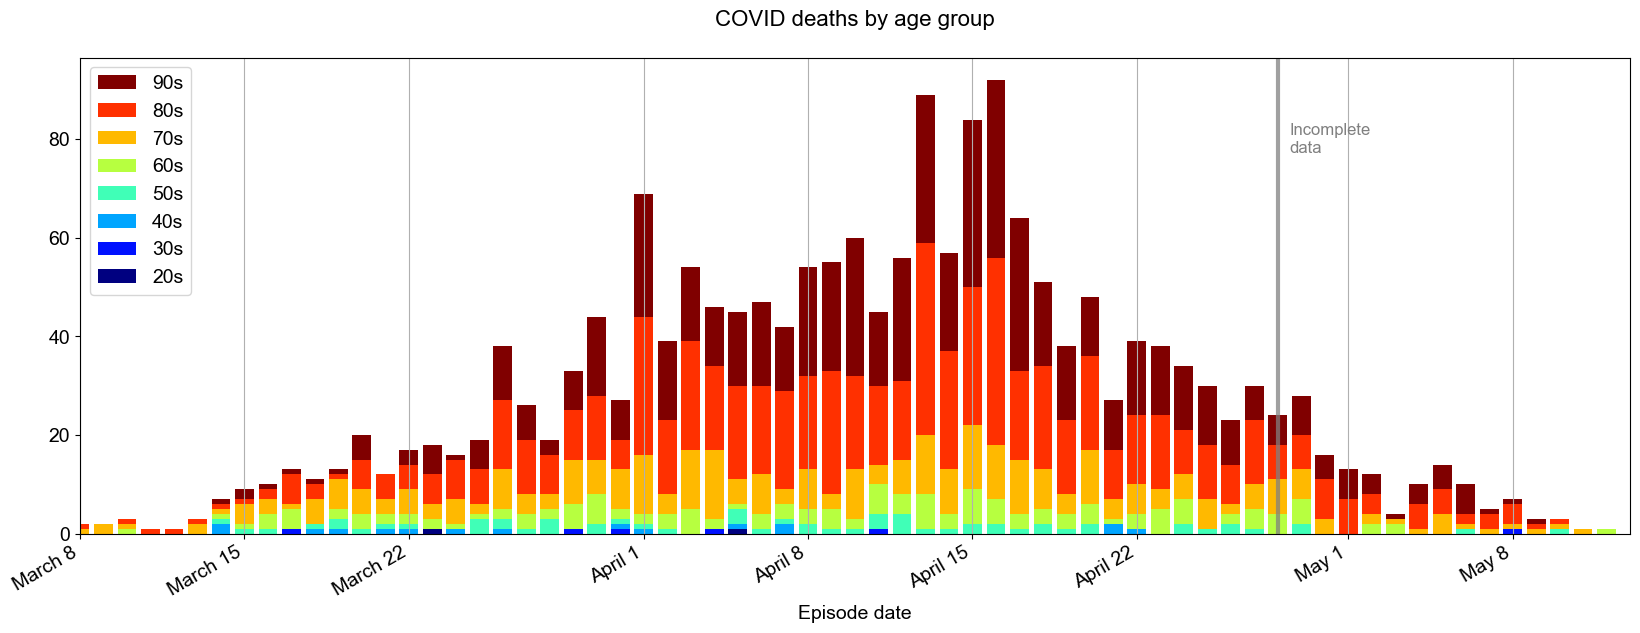 COVID deaths by age group
90s
80s
70s
60s
50s
40s
30s
20s
Incomplete
data
80
60
40
20
0
March 8
March 15
March 22
April 1
April 8
April 15
April 22
May 1
May 8
Episode date